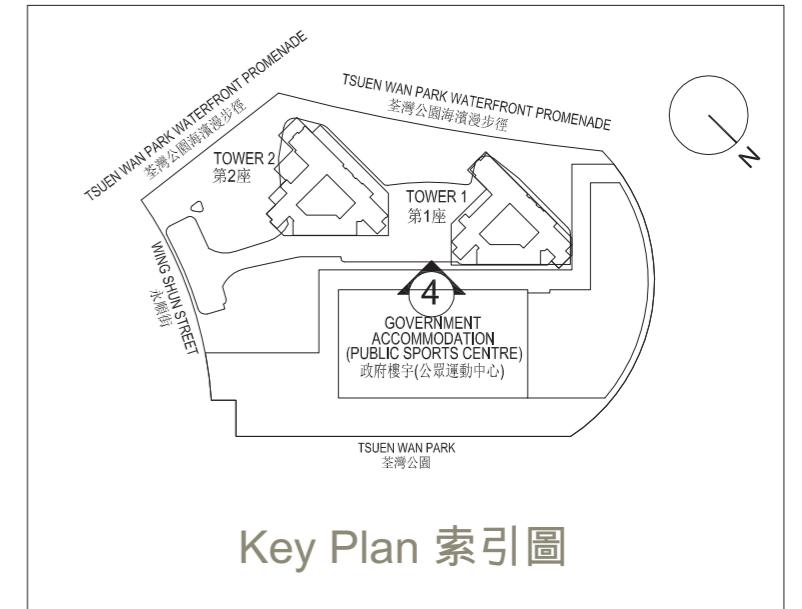 TSUEN WAN PARK WATERFRONT PROMENADE
荃灣公園海濱漫步徑
TSUEN WAN PARK WATERFRONT PROMENADE
荃灣公園海濱漫步徑
N
TOWER 2
第2座
TOWER 1
第1座
WING SHUN STREET
永順街
4
GOVERNMENT
ACCOMMODATION
(PUBLIC SPORTS CENTRE)
政府樓宇(公眾運動中心)
TSUEN WAN PARK
荃灣公園
Key Plan 索引圖